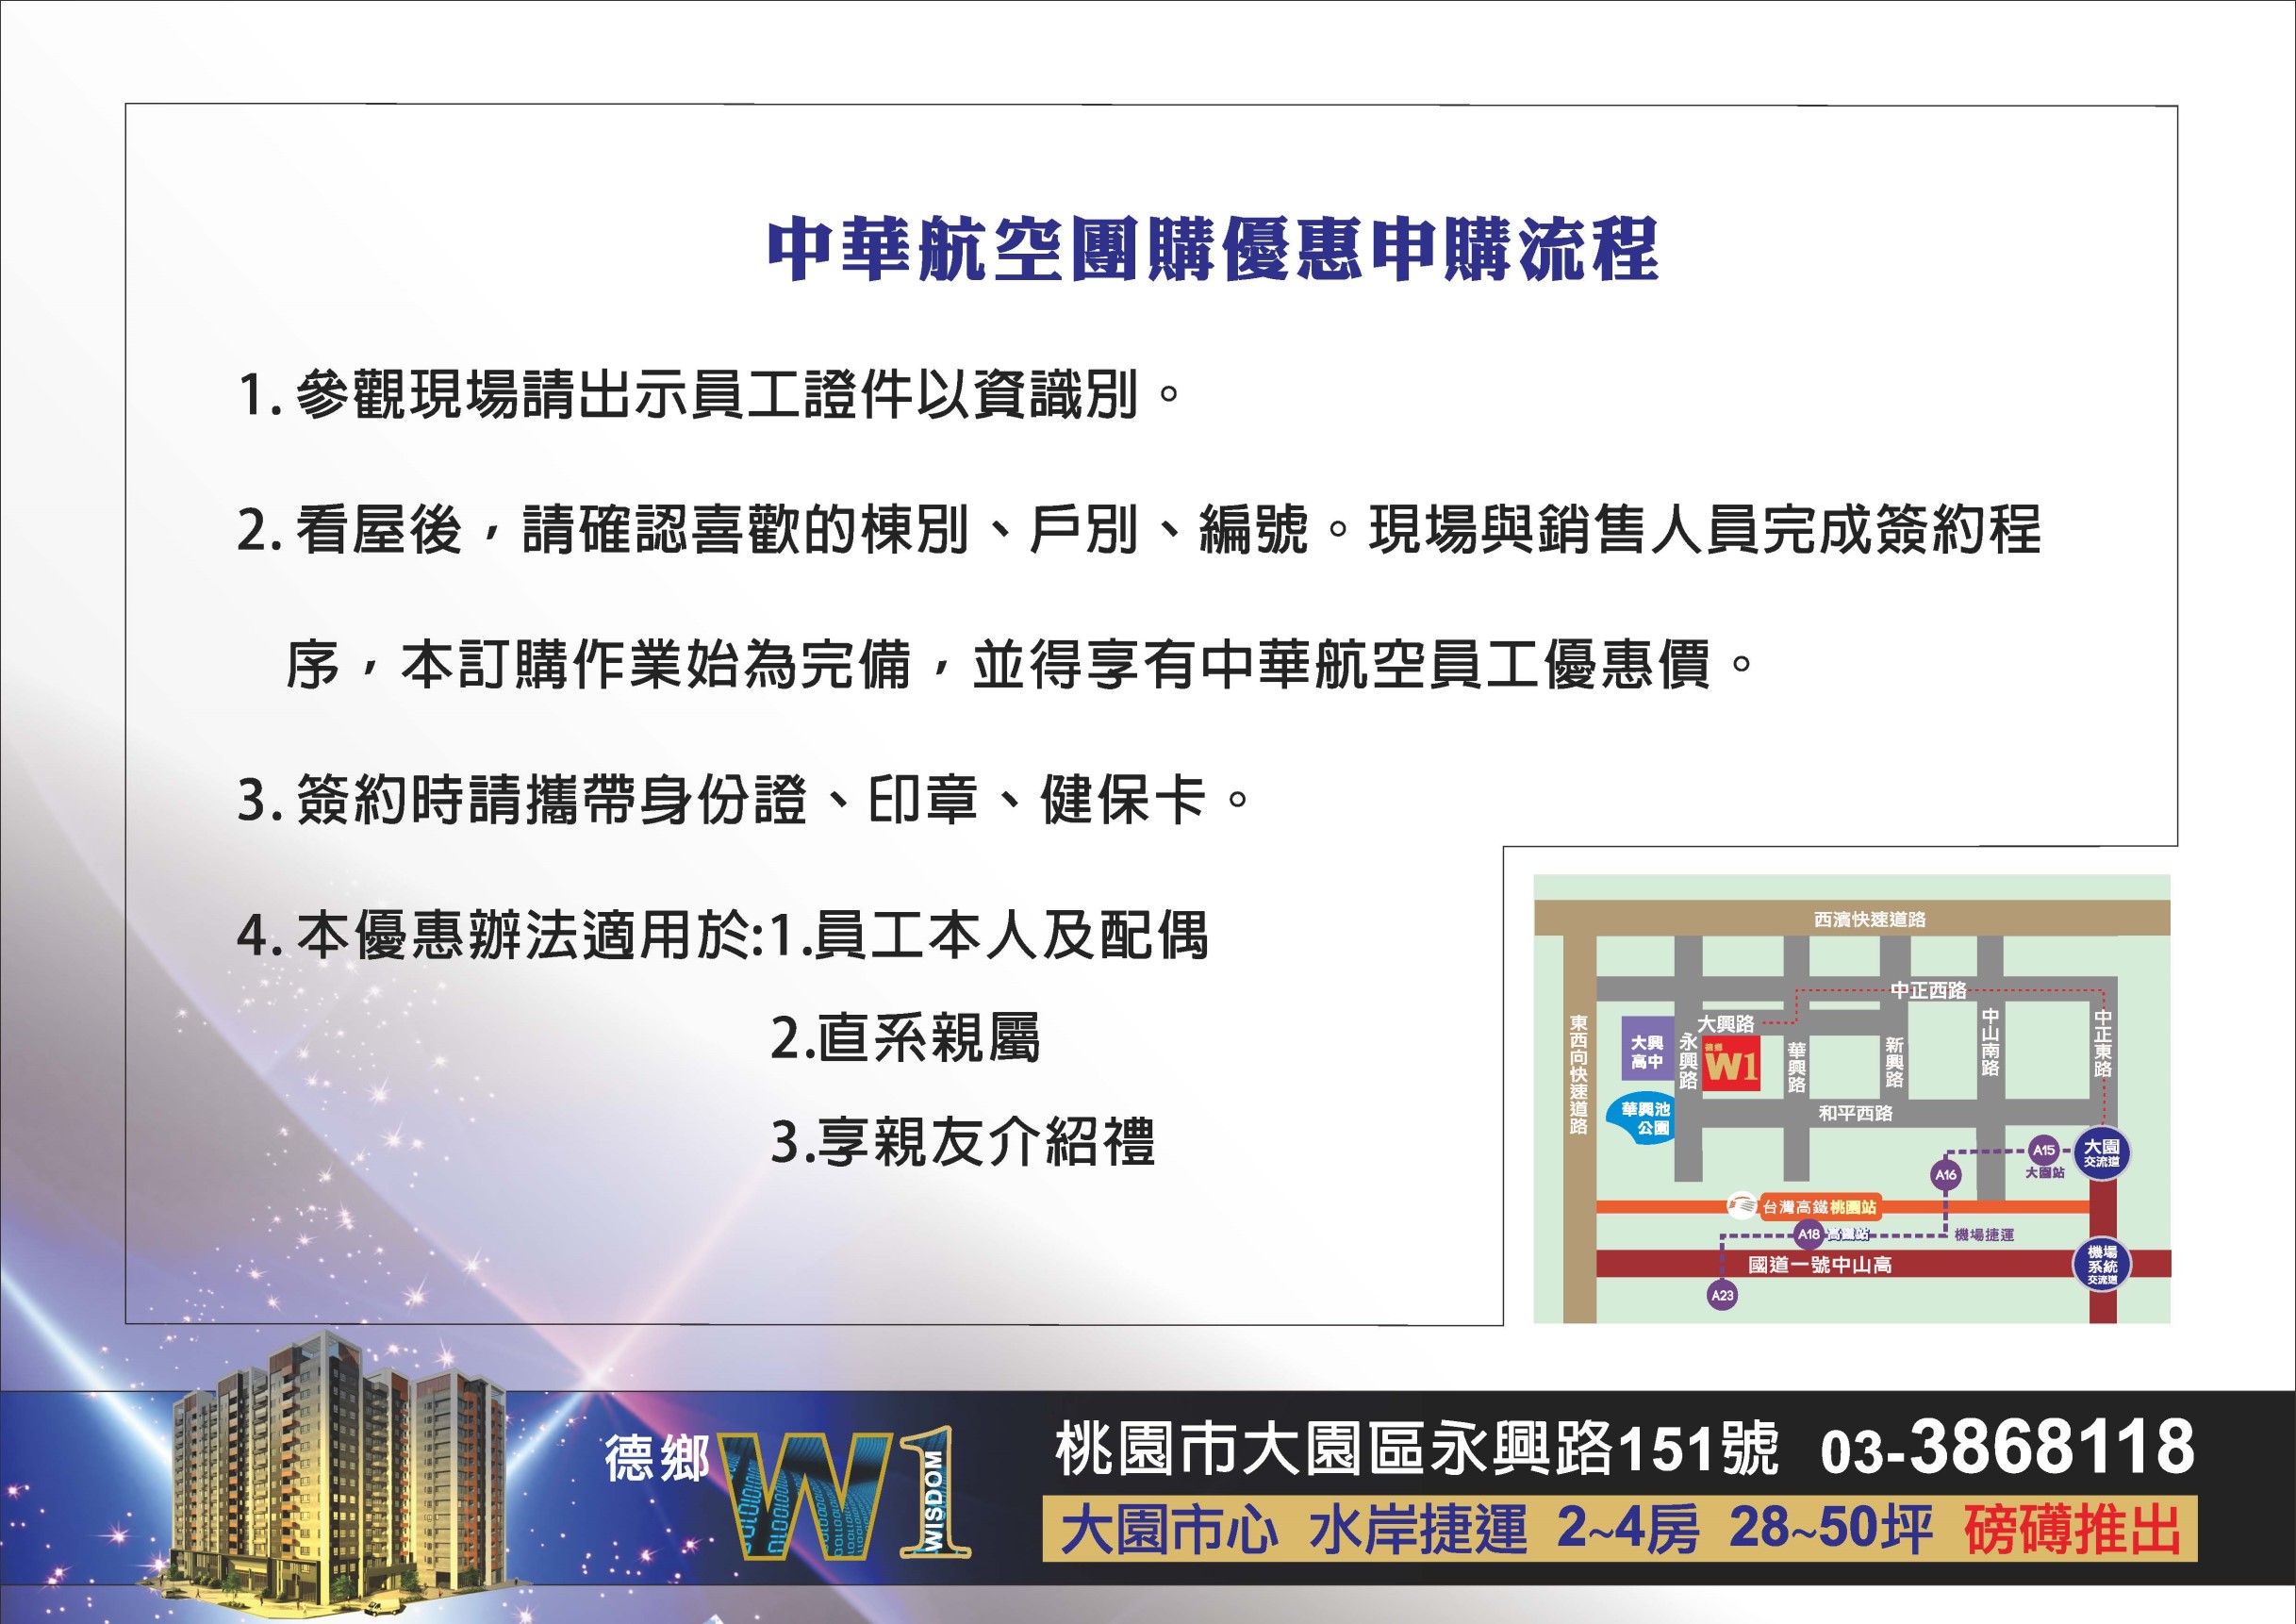 中華航空團購優惠申購流程
1. 參觀現場請出示員工證件以資識別。
2. 看屋後，請確認喜歡的棟別、戶別、編號。現場與銷售人員完成簽約程
序，本訂購作業始為完備，並得享有中華航空員工優惠價。
3. 簽約時請攜帶身份證、印章、健保卡。
4. 本優惠辦法適用於:1.員工本人及配偶
2.直系親屬
3.享親友介紹禮
西濱快速道路
中正西路
東西向快速道路
大興路
大興
高中
永興路
德鄉
W1
華興路
新興路
中山南路
中正東路
華興池
公園
和平西路
A15
大園站
大園
交流道
A16
台灣高鐵桃園站
A18 高鐵站
機場捷運
國道一號中山高
機場
系統
交流道
A23
德鄉 W1 WISDOM
桃園市大園區永興路151號 03-3868118
大園市心 水岸捷運 2~4房 28~50坪 磅礡推出